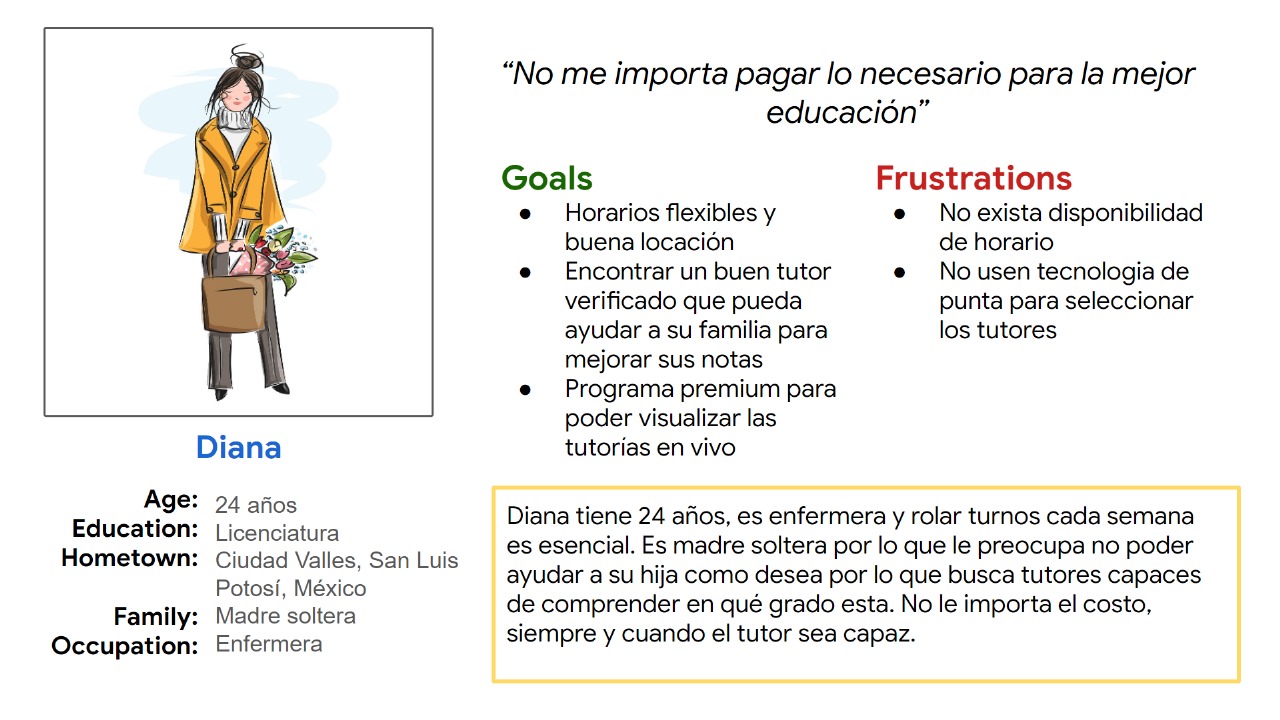 “No me importa pagar lo necesario para la mejor
educación”
Goals
● Horarios flexibles y
buena locación
● Encontrar un buen tutor
verificado que pueda
ayudar a su familia para
mejorar sus notas
● Programa premium para
poder visualizar las
tutorías en vivo
Frustrations
● No exista disponibilidad
de horario
● No usen tecnologia de
punta para seleccionar
los tutores
Diana
Age: 24 años
Education: Licenciatura
Hometown: Ciudad Valles, San Luis
Potosí, México
Family: Madre soltera
Occupation: Enfermera
Diana tiene 24 años, es enfermera y rolar turnos cada semana
es esencial. Es madre soltera por lo que le preocupa no poder
ayudar a su hija como desea por lo que busca tutores capaces
de comprender en qué grado esta. No le importa el costo,
siempre y cuando el tutor sea capaz.